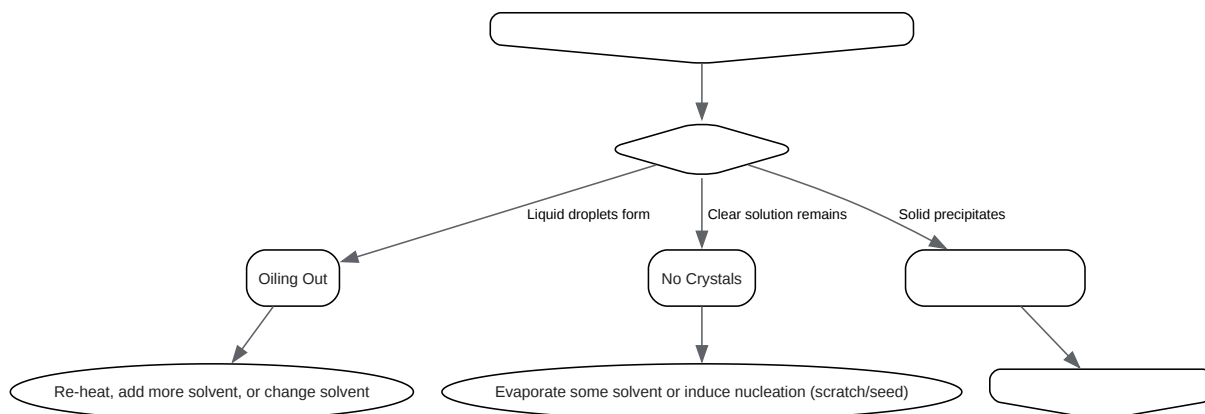 Liquid droplets form
Clear solution remains
Solid precipitates
Oiling Out
No Crystals
Re-heat, add more solvent, or change solvent
Evaporate some solvent or induce nucleation (scratch/seed)